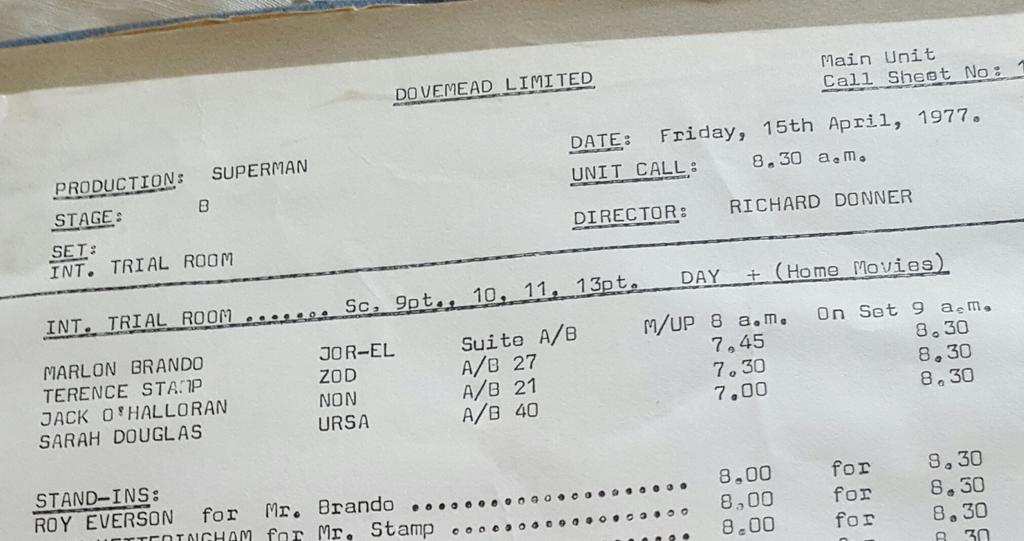 DOVEMEAD LIMITED
Main Unit
Call Sheet No: 1
DATE: Friday, 15th April, 1977.
UNIT CALL: 8.30 a.m.
PRODUCTION: SUPERMAN
STAGE: B
DIRECTOR: RICHARD DONNER
SET:
INT. TRIAL ROOM
INT. TRIAL ROOM ....... Sc. 9pt., 10, 11, 13pt. DAY + (Home Movies)
MARLON BRANDO JOR-EL Suite A/B M/UP 8 a.m. On Set 9 a.m.
TERENCE STAMP ZOD A/B 27 7.45 8.30
JACK O'HALLORAN NON A/B 21 7.30 8.30
SARAH DOUGLAS URSA A/B 40 7.00 8.30
STAND-INS:
ROY EVERSON for Mr. Brando .................... 8.00 for 8.30
for Mr. Stamp .................. 8.00 for 8.30
8.00 for 8.30
8.30